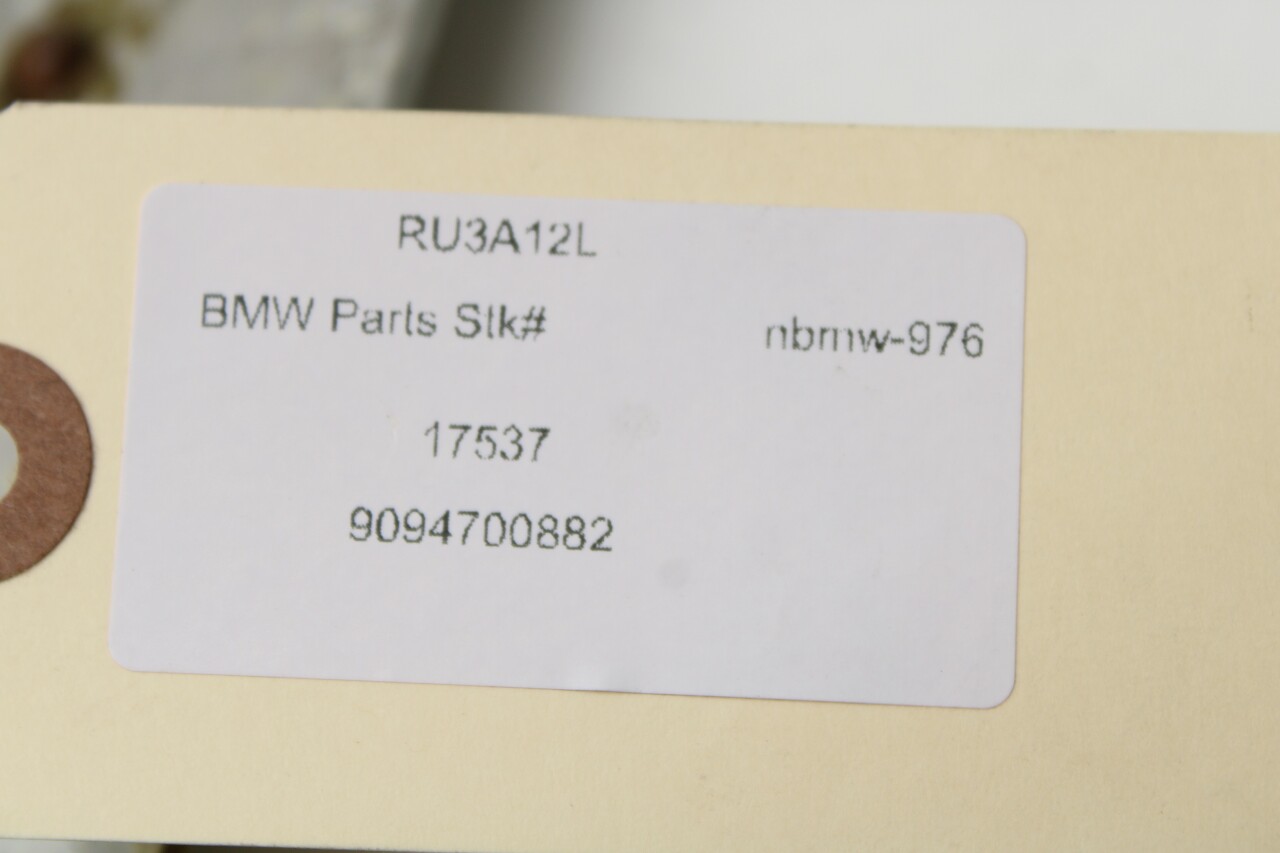 RU3A12L
BMW Parts Stk# nbmw-976
17537
9094700882